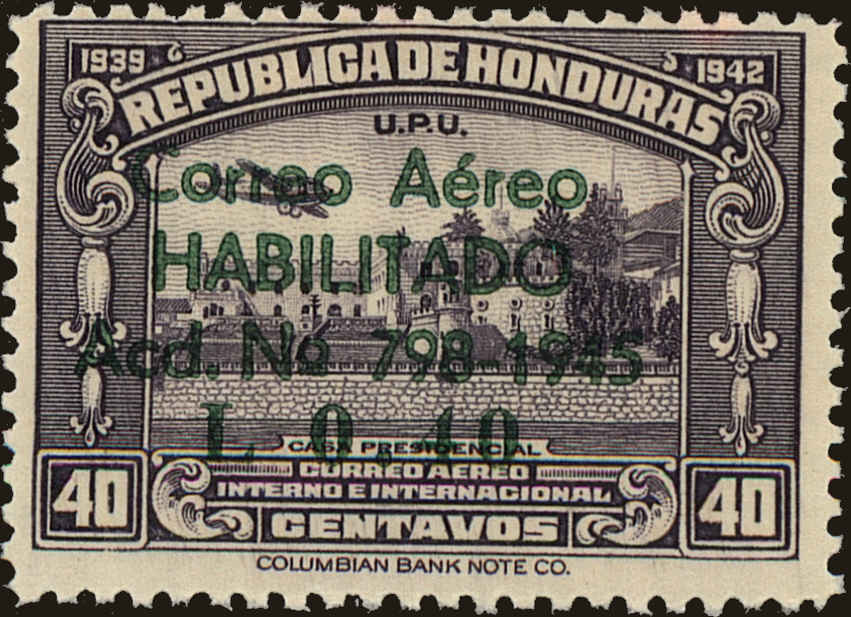 1939 1942
REPUBLICA DE HONDURAS
U.P.U.
Correo Aéreo
HABILITADO
Acd. No 798-1945
L 0.40
CASA PRESIDENCIAL
CORREO AEREO
INTERNO E INTERNACIONAL
40 CENTAVOS 40
COLUMBIAN BANK NOTE CO.